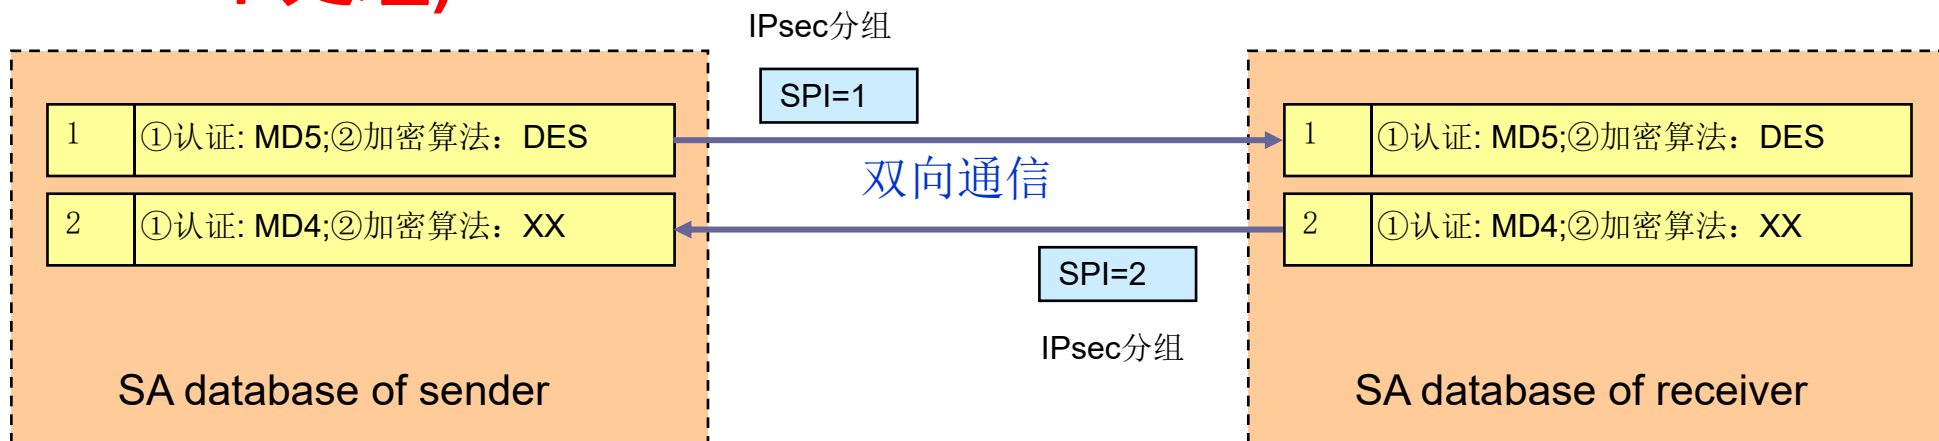 IPsec分组
SPI=1
1 ①认证: MD5;②加密算法：DES
1 ①认证: MD5;②加密算法：DES
双向通信
2 ①认证: MD4;②加密算法：XX
2 ①认证: MD4;②加密算法：XX
SPI=2
IPsec分组
SA database of sender
SA database of receiver